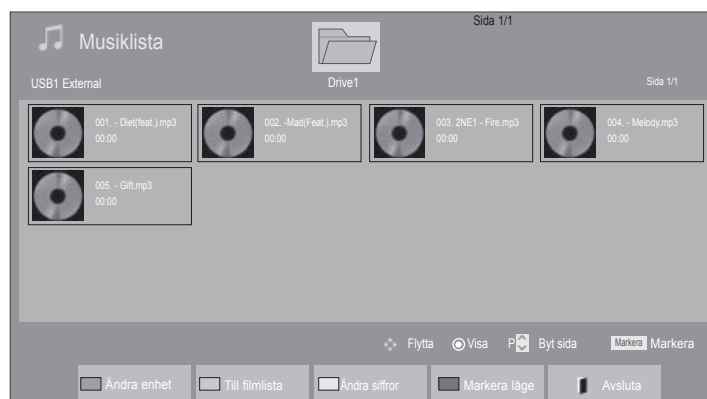 Sida 1/1
Musiklista
USB1 External
Drive1
Sida 1/1
001. - Diet(feat.).mp3
00:00
002. -Mad(Feat.).mp3
00:00
003. 2NE1 - Fire.mp3
00:00
004. - Melody.mp3
00:00
005. - Gift.mp3
00:00
Flytta
Visa
P Byt sida
Markera Markera
Ändra enhet
Till filmlista
Ändra siffror
Markera läge
Avsluta